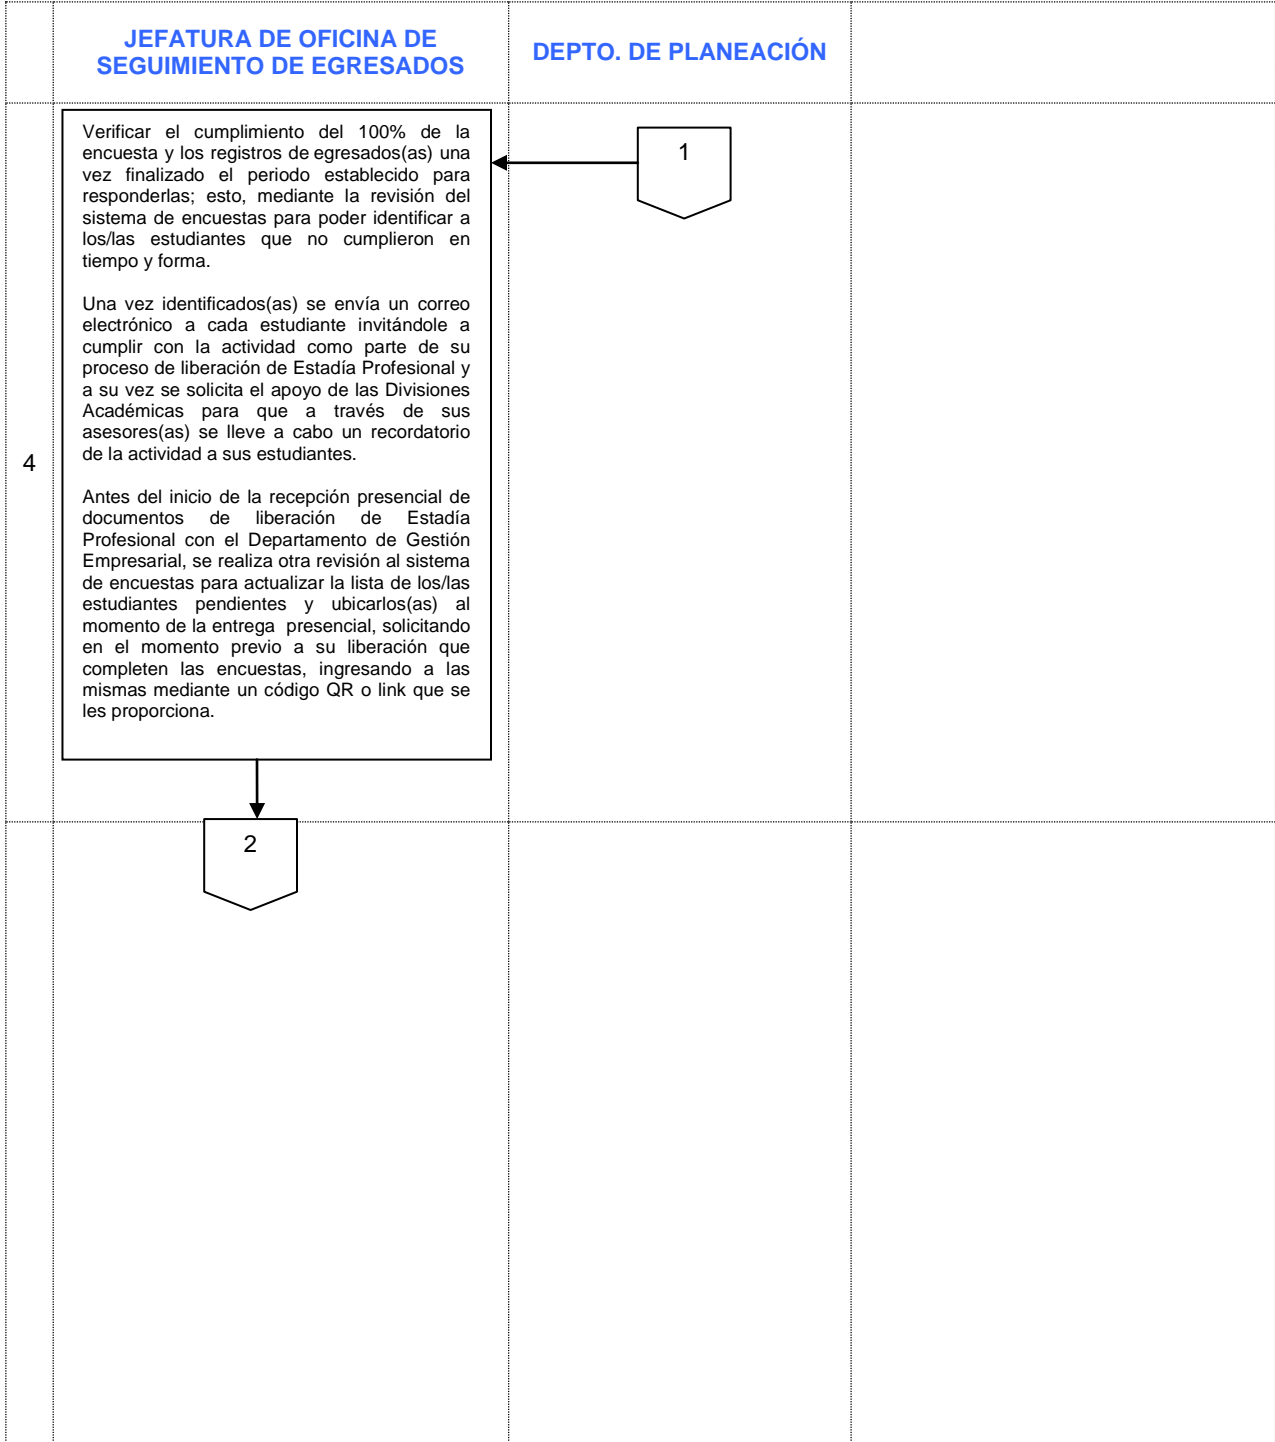 JEFATURA DE OFICINA DE
SEGUIMIENTO DE EGRESADOS
DEPTO. DE PLANEACIÓN
Verificar el cumplimiento del 100% de la
encuesta y los registros de egresados(as) una
vez finalizado el periodo establecido para
responderlas; esto, mediante la revisión del
sistema de encuestas para poder identificar a
los/las estudiantes que no cumplieron en
tiempo y forma.
Una vez identificados(as) se envía un correo
electrónico a cada estudiante invitándole a
cumplir con la actividad como parte de su
proceso de liberación de Estadía Profesional y
a su vez se solicita el apoyo de las Divisiones
Académicas para que a través de sus
asesores(as) se lleve a cabo un recordatorio
de la actividad a sus estudiantes.
Antes del inicio de la recepción presencial de
documentos de liberación de Estadía
Profesional con el Departamento de Gestión
Empresarial, se realiza otra revisión al sistema
de encuestas para actualizar la lista de los/las
estudiantes pendientes y ubicarlos(as) al
momento de la entrega presencial, solicitando
en el momento previo a su liberación que
completen las encuestas, ingresando a las
mismas mediante un código QR o link que se
les proporciona.
1
4
2